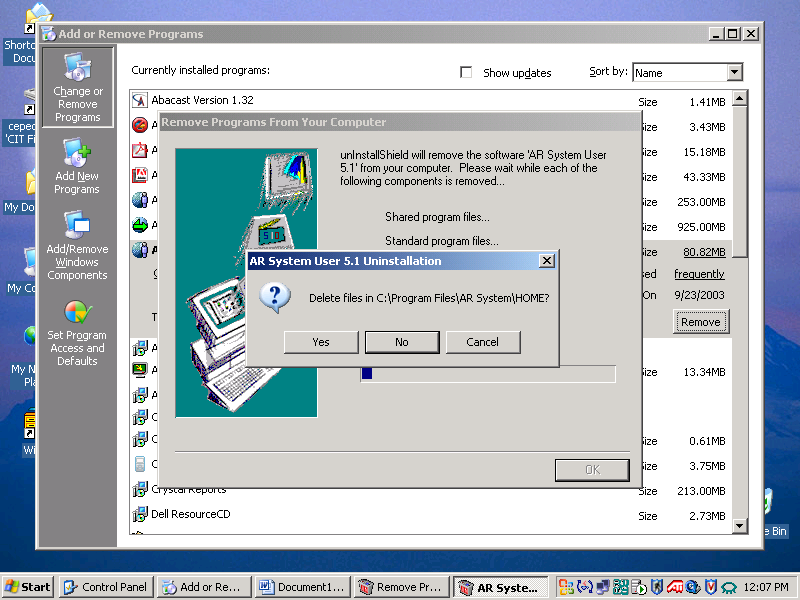 Shortc
Docu
Add or Remove Programs
Currently installed programs:
Show updates
Sort by:
Name
Change or
Remove
Programs
Add New
Programs
Add/Remove
Windows
Components
Set Program
Access and
Defaults
cepec
'CIT Fi
My Do
My Co
My N
Pla
Wi
Abacast Version 1.32
Size 1.41MB
Size 3.43MB
Size 15.18MB
Size 43.33MB
Size 253.00MB
Size 925.00MB
Size 80.82MB
frequently
On 9/23/2003
Remove
Remove Programs From Your Computer
unInstallShield will remove the software 'AR System User
5.1' from your computer. Please wait while each of the
following components is removed...
Shared program files...
Standard program files...
AR System User 5.1 Uninstallation
Delete files in C:\Program Files\AR System\HOME?
Yes
No
Cancel
OK
Size 13.34MB
Size 0.61MB
Size 3.75MB
Crystal Reports
Size 213.00MB
Dell ResourceCD
Size 2.73MB
e Bin
Start
Control Panel
Add or Re...
Document1...
Remove Pr...
AR Syste...
12:07 PM